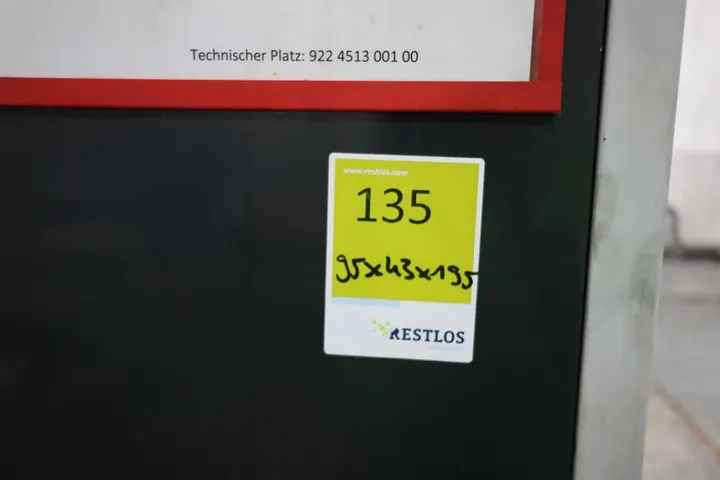 Technischer Platz: 922 4513 001 00
www.restlos.com
135
95x43x195
RESTLOS